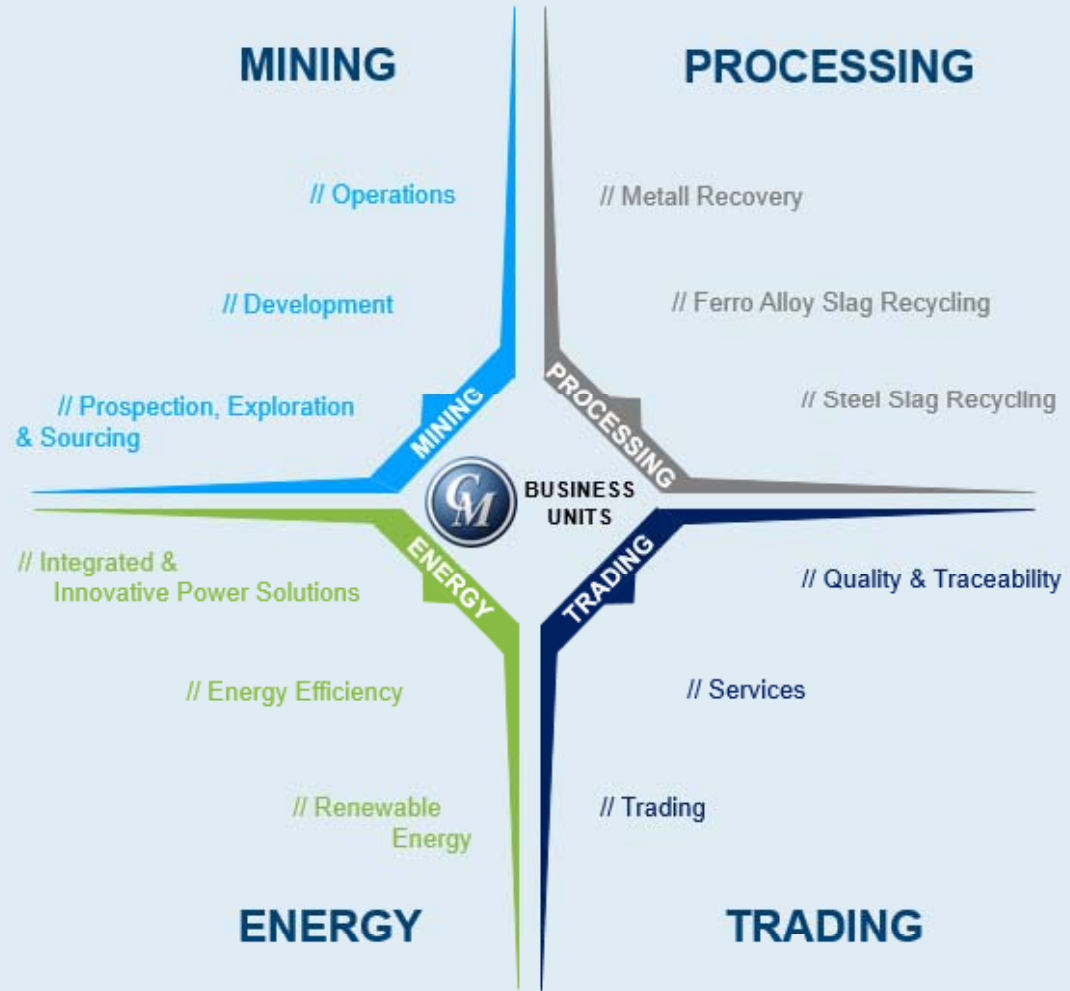 MINING
// Operations
// Development
// Prospection, Exploration
& Sourcing
MINING
PROCESSING
// Metall Recovery
// Ferro Alloy Slag Recycling
// Steel Slag Recycling
PROCESSING
CM
BUSINESS
UNITS
ENERGY
// Integrated &
Innovative Power Solutions
// Energy Efficiency
// Renewable
Energy
ENERGY
TRADING
// Quality & Traceability
// Services
// Trading
TRADING